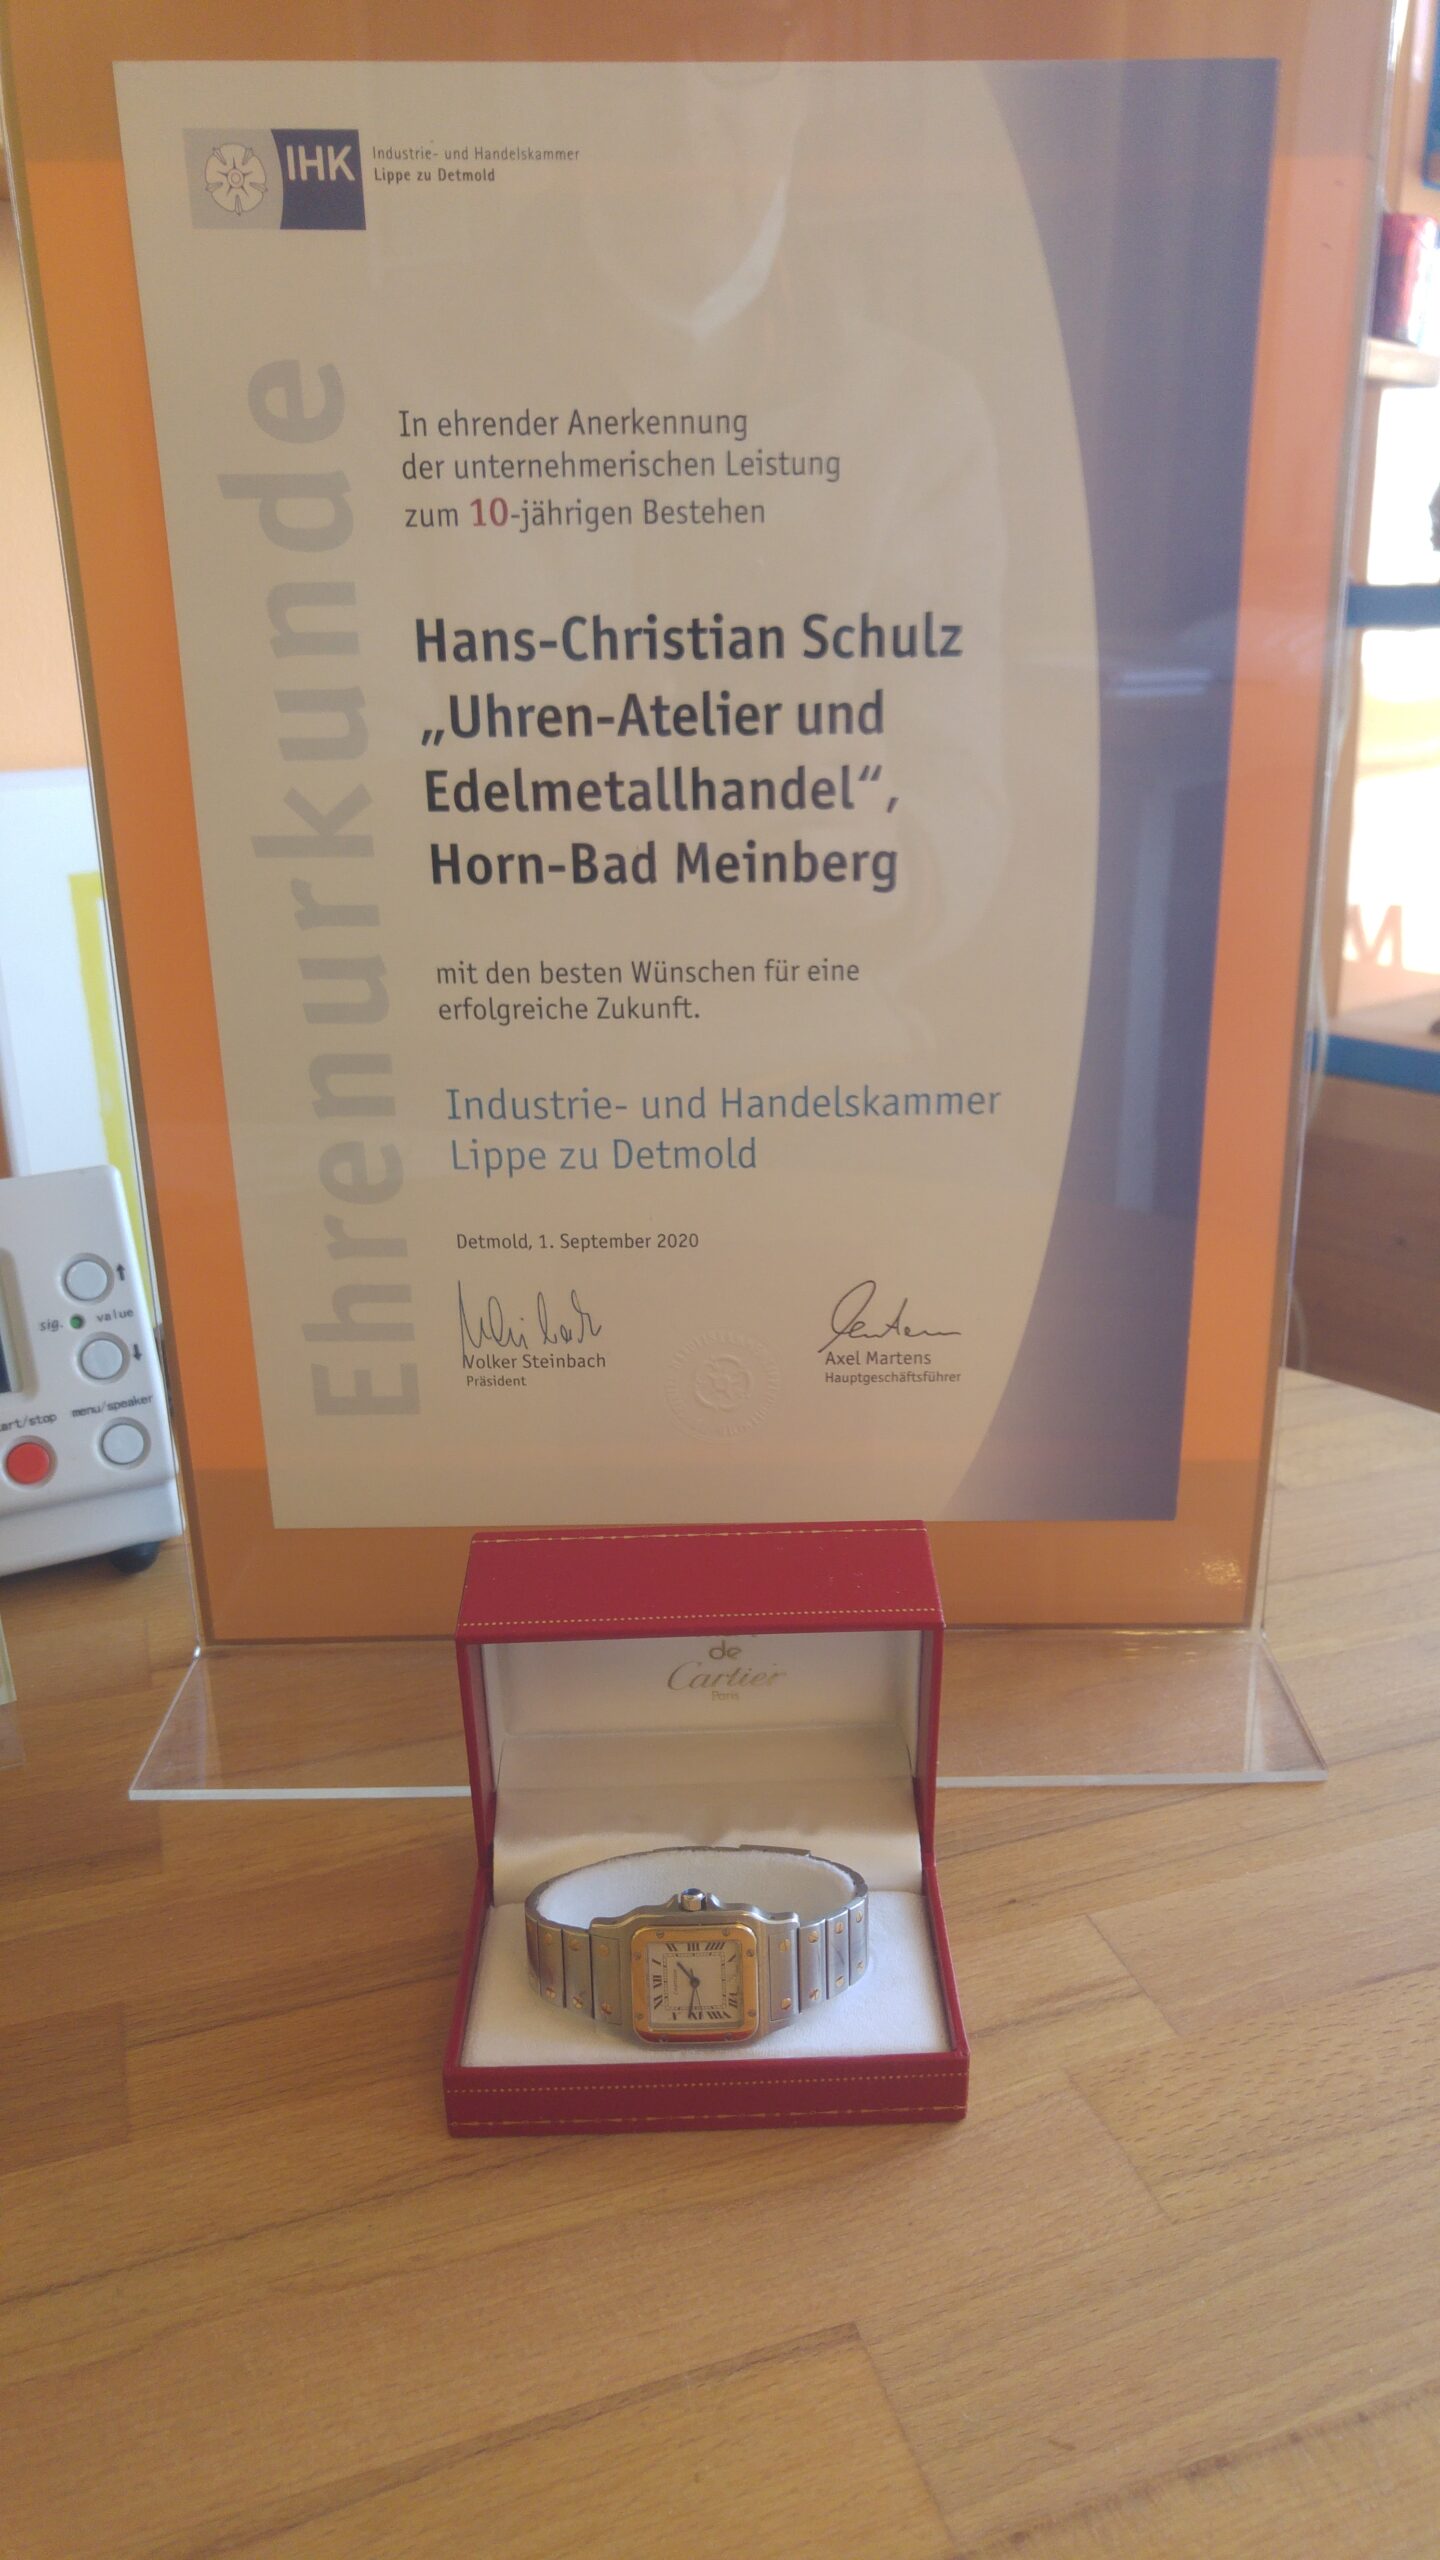 IHK
Industrie- und Handelskammer
Lippe zu Detmold
Ehrenurkunde
In ehrender Anerkennung
der unternehmerischen Leistung
zum 10-jährigen Bestehen
Hans-Christian Schulz
„Uhren-Atelier und
Edelmetallhandel“,
Horn-Bad Meinberg
mit den besten Wünschen für eine
erfolgreiche Zukunft.
Industrie- und Handelskammer
Lippe zu Detmold
Detmold, 1. September 2020
Volker Steinbach
Präsident
Axel Martens
Hauptgeschäftsführer
sig. value
menu/speaker
M
de
Cartier
Paris